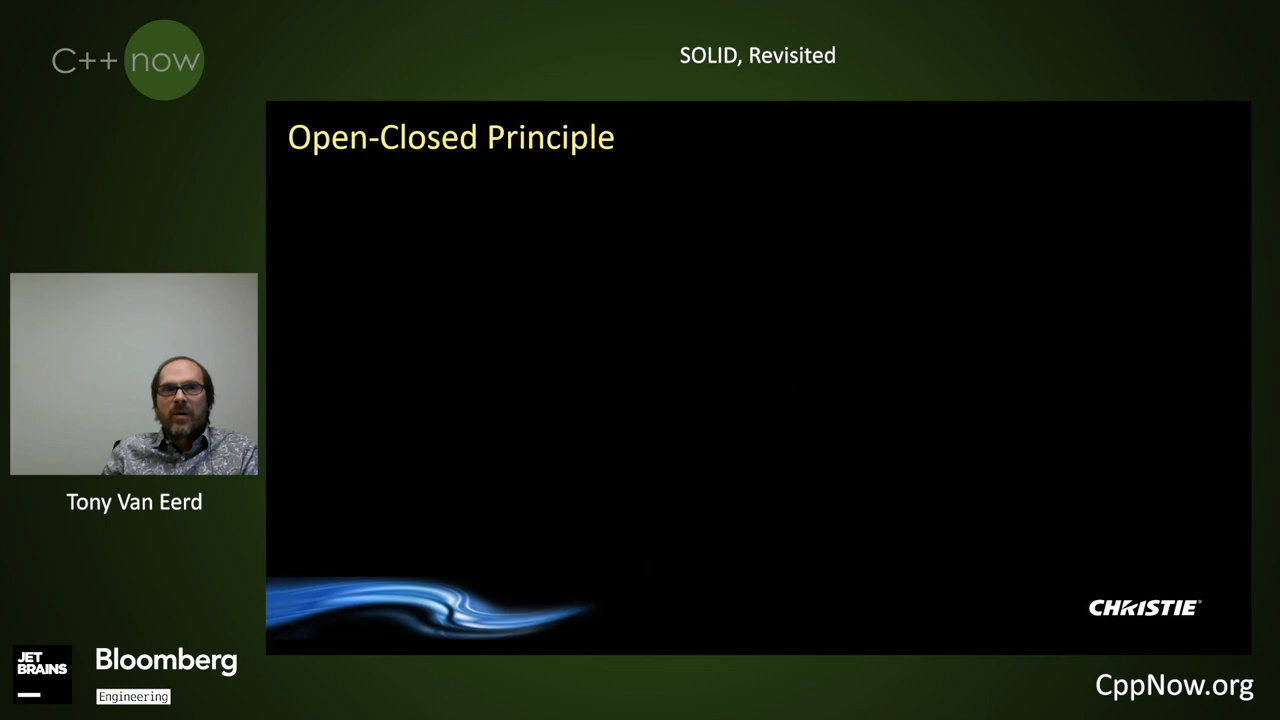 C++ now
SOLID, Revisited
Open-Closed Principle
Tony Van Eerd
CHRISTIE
JET
BRAINS
Bloomberg
Engineering
CppNow.org